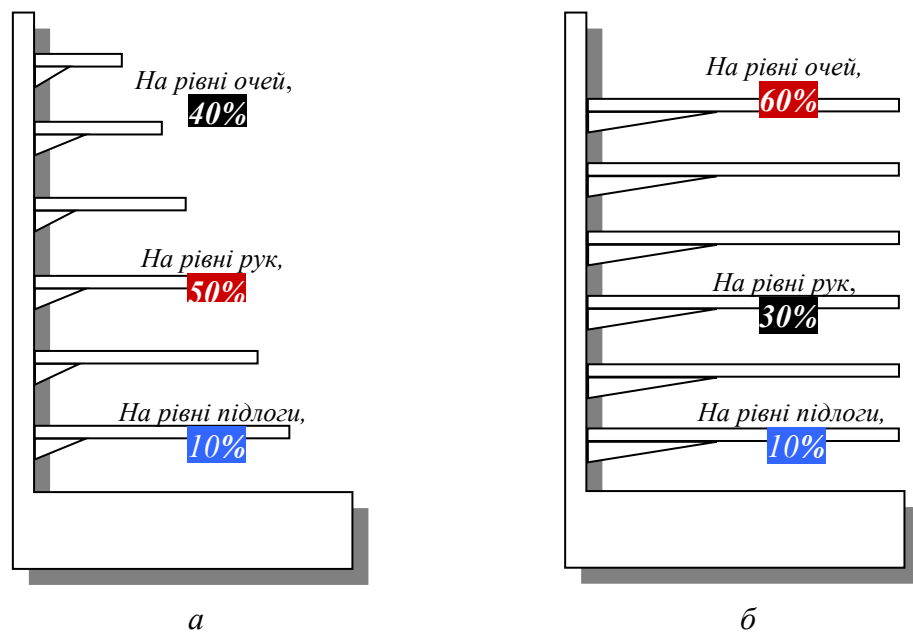 На рівні очей,
40%
На рівні рук,
50%
На рівні підлоги,
10%
а
На рівні очей,
60%
На рівні рук,
30%
На рівні підлоги,
10%
б